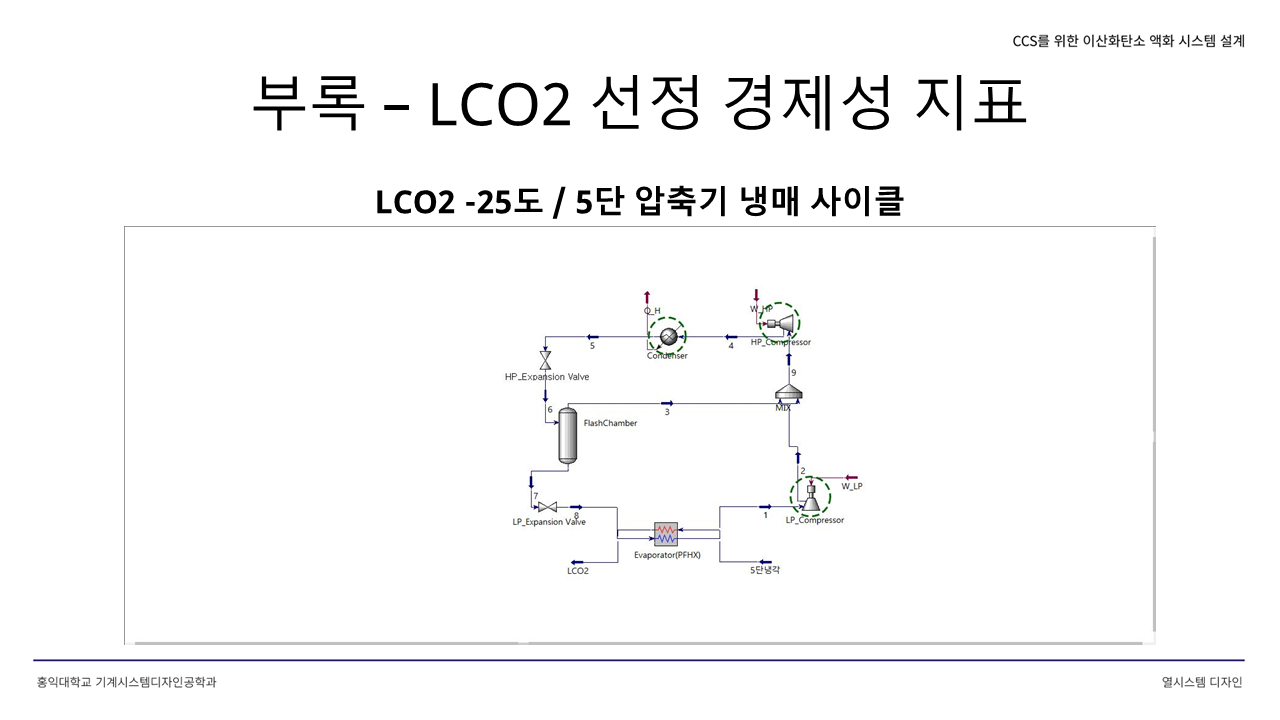 CCS를 위한 이산화탄소 액화 시스템 설계
부록 – LCO2 선정 경제성 지표
LCO2 -25도 / 5단 압축기 냉매 사이클
Q_H
W_HP
5
Condenser
4
HP_Compressor
HP_Expansion Valve
9
6
3
MIX
FlashChamber
2
W_LP
7
8
1
LP_Expansion Valve
LP_Compressor
Evaporator(PFHX)
LCO2
5단냉각
홍익대학교 기계시스템디자인공학과
열시스템 디자인